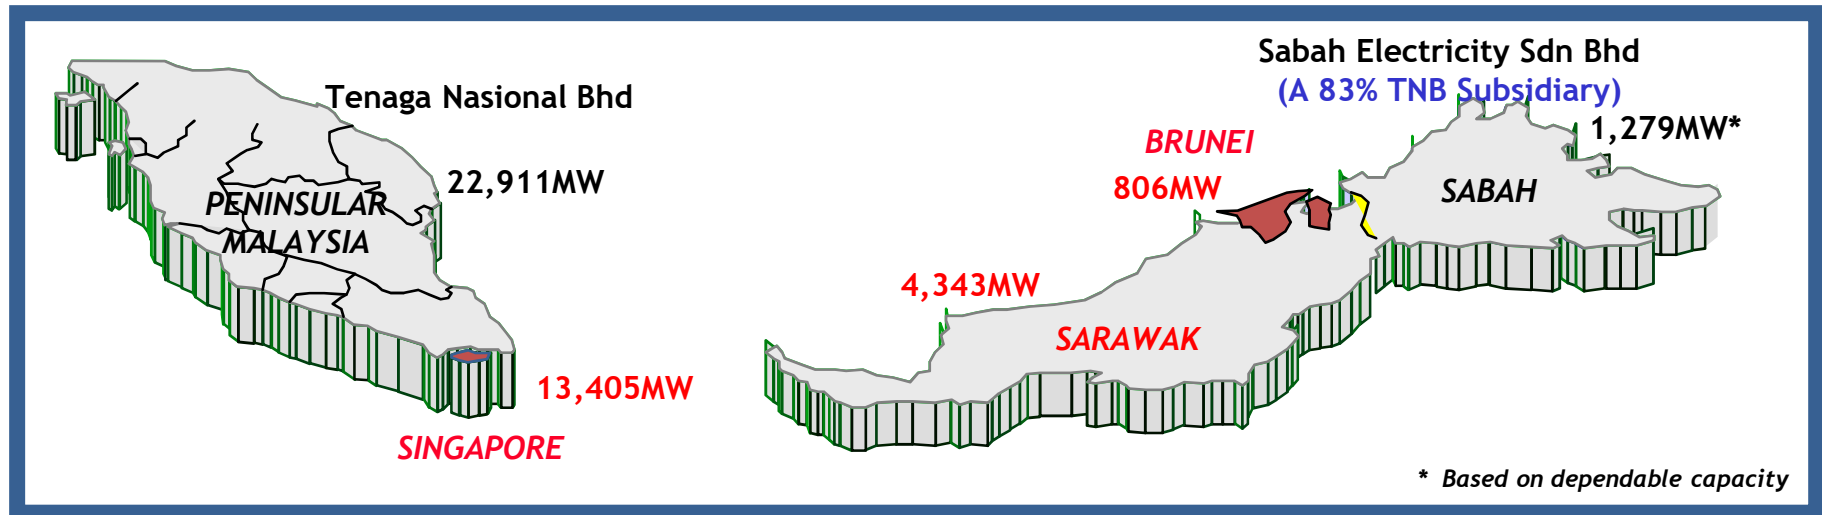 Tenaga Nasional Bhd
22,911MW
PENINSULAR
MALAYSIA
13,405MW
SINGAPORE
Sabah Electricity Sdn Bhd
(A 83% TNB Subsidiary)
1,279MW*
BRUNEI
806MW
SABAH
4,343MW
SARAWAK
* Based on dependable capacity